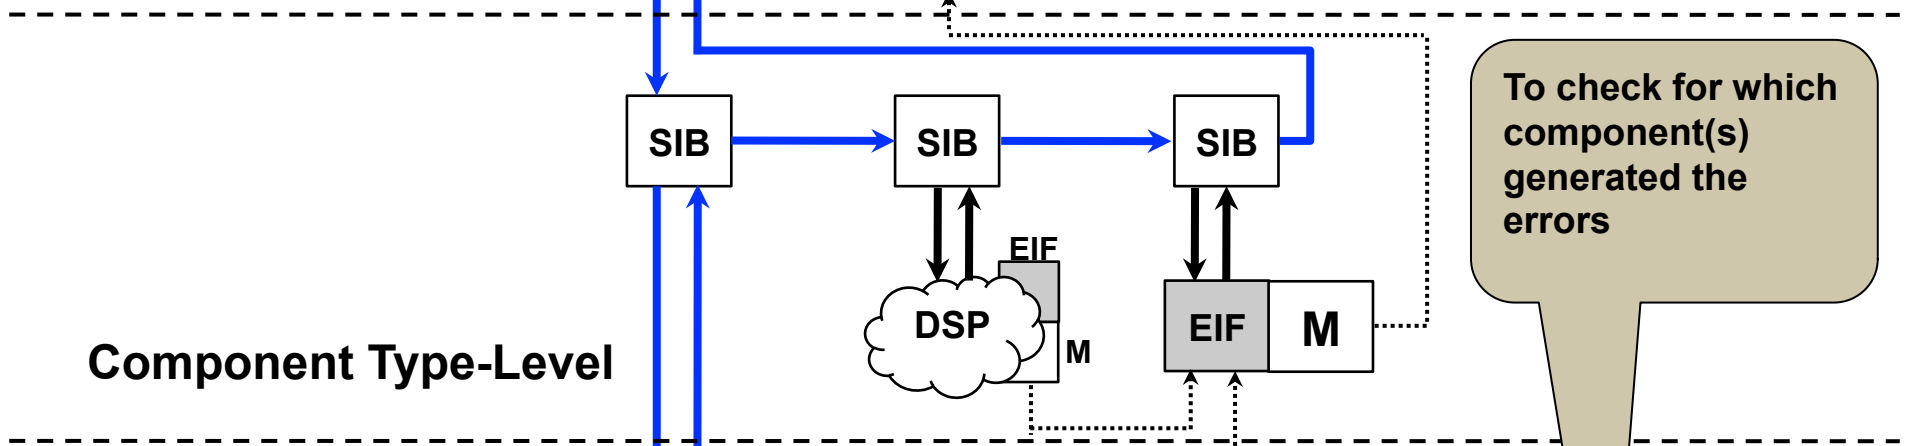 To check for which
component(s)
generated the
errors
SIB
SIB
SIB
EIF
DSP
M
EIF
M
Component Type-Level